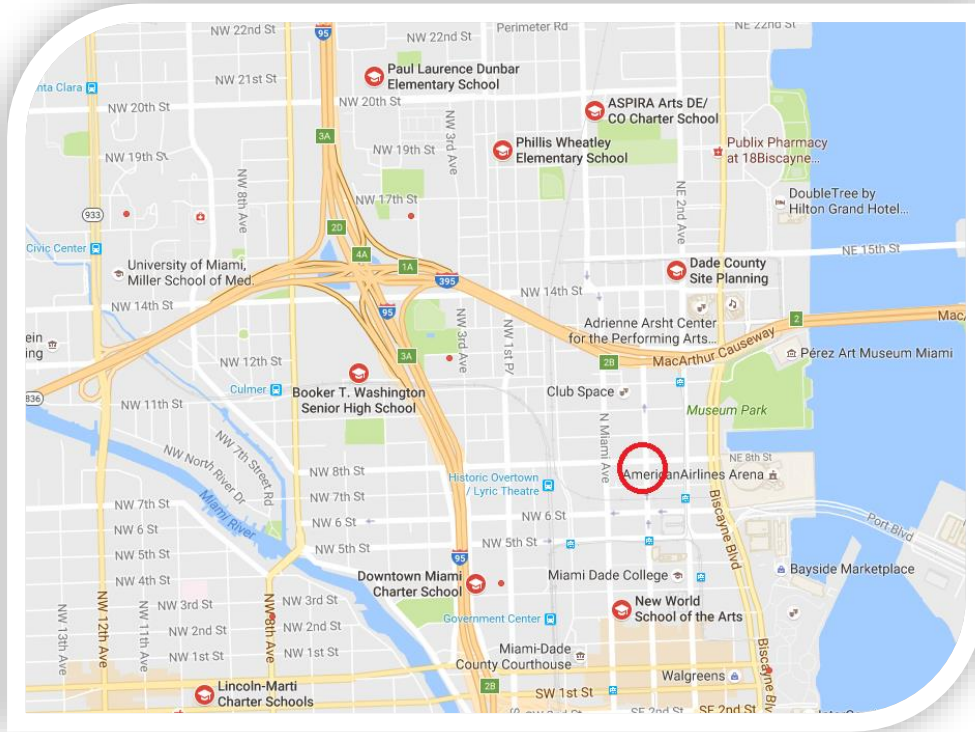 NW 22nd St
95
NW 22nd St
Perimeter Rd
NE 22nd St
NE 22nd St
Paul Laurence Dunbar
Elementary School
NW 21st St
nta Clara
NW 20th St
NW 20th St
ASPIRA Arts DE/
CO Charter School
3A
NW 3rd Ave
NW 19th St
NW 19th St
Phillis Wheatley
Elementary School
Publix Pharmacy
at 18Biscayne...
NW 8th Ave
NE 2nd Ave
NW 17th St
DoubleTree by
Hilton Grand Hotel...
933
2D
Civic Center
4A
1A
NE 15th St
University of Miami,
Miller School of Med.
395
Dade County
Site Planning
NW 14th St
95
NW 14th St
2
Mac
ein
ing
NW 3rd Ave
NW 1st Pl
Adrienne Arsht Center
for the Performing Arts...
MacArthur Causeway
3A
2B
Pérez Art Museum Miami
NW 12th St
836
Culmer
Booker T. Washington
Senior High School
Club Space
NW 11th St
Museum Park
N Miami Ave
NW 7th Street Rd
NW North River Dr
Miami River
NW 8th St
NE 8th St
AmericanAirlines Arena
Historic Overtown
/ Lyric Theatre
NW 7th St
NW 7th St
Biscayne Blvd
NW 6 St
NW 6 St
NW 6 St
Port Blvd
NW 5th St
NW 5th St
NW 5th St
95
NW 4th St
Downtown Miami
Charter School
Miami Dade College
Bayside Marketplace
NW 13th Ave
NW 12th Ave
NW 11th Ave
NW 8th Ave
NW 3rd St
NW 3rd St
New World
School of the Arts
NW 2nd St
NW 2nd St
Government Center
NW 1st St
NW 1st St
Miami-Dade
County Courthouse
Biscayne Blvd
Walgreens
Lincoln-Marti
Charter Schools
2B
SW 1st St
SE 2nd St
SE 2nd St